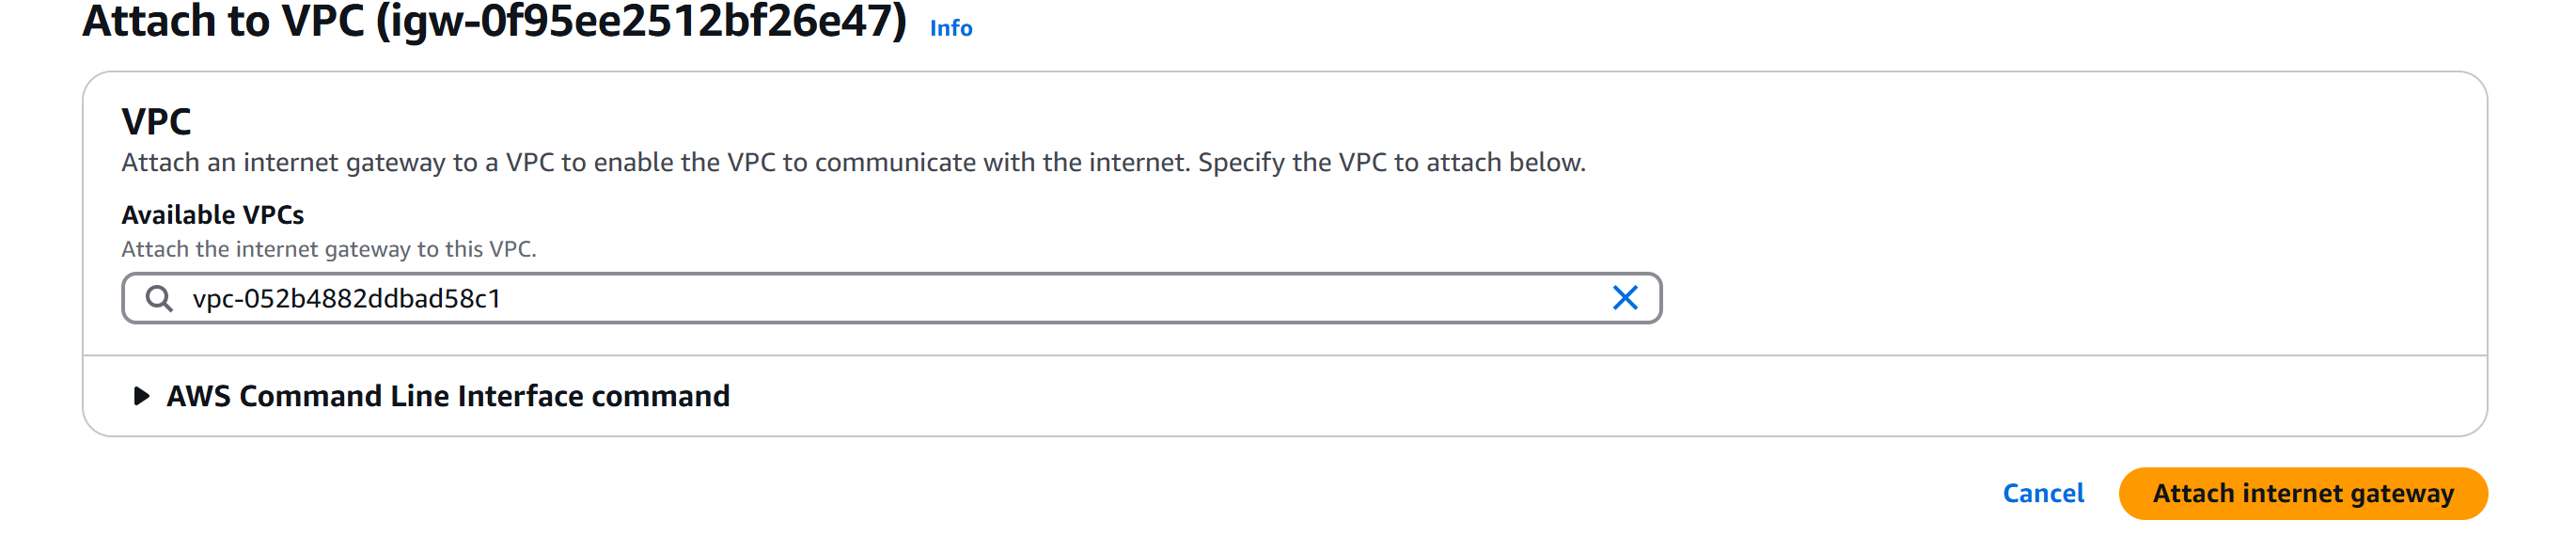 Attach to VPC (igw-0f95ee2512bf26e47) Info
VPC
Attach an internet gateway to a VPC to enable the VPC to communicate with the internet. Specify the VPC to attach below.
Available VPCs
Attach the internet gateway to this VPC.
vpc-052b4882ddbad58c1
AWS Command Line Interface command
Cancel Attach internet gateway